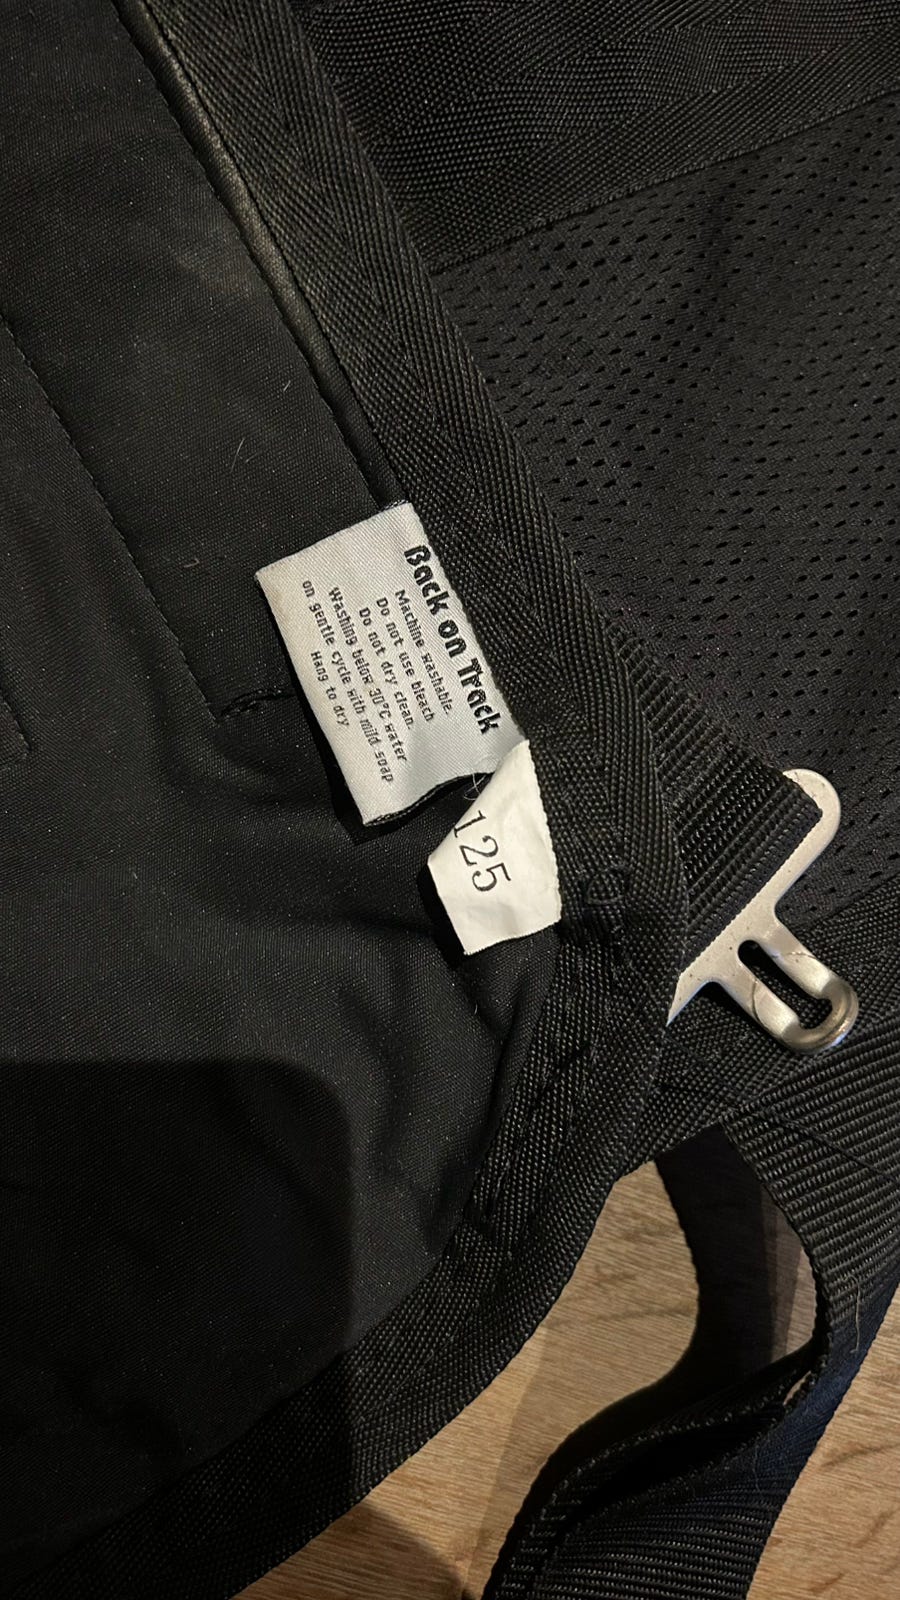 Back on Track
Machine washable.
Do not use bleach
Do not dry clean.
Washing below 30°C water
on gentle cycle with mild soap
Hang to dry
125